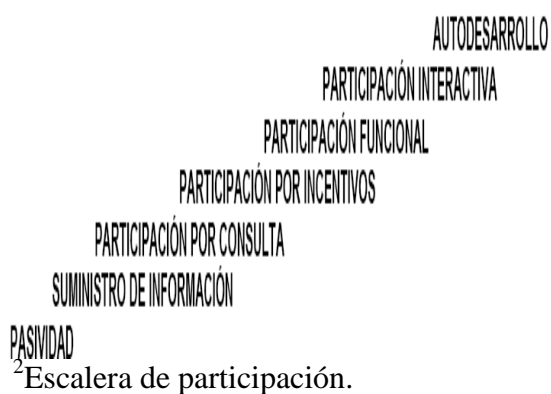 AUTODESARROLLO
PARTICIPACIÓN INTERACTIVA
PARTICIPACIÓN FUNCIONAL
PARTICIPACIÓN POR INCENTIVOS
PARTICIPACIÓN POR CONSULTA
SUMINISTRO DE INFORMACIÓN
PASIVIDAD
²Escalera de participación.